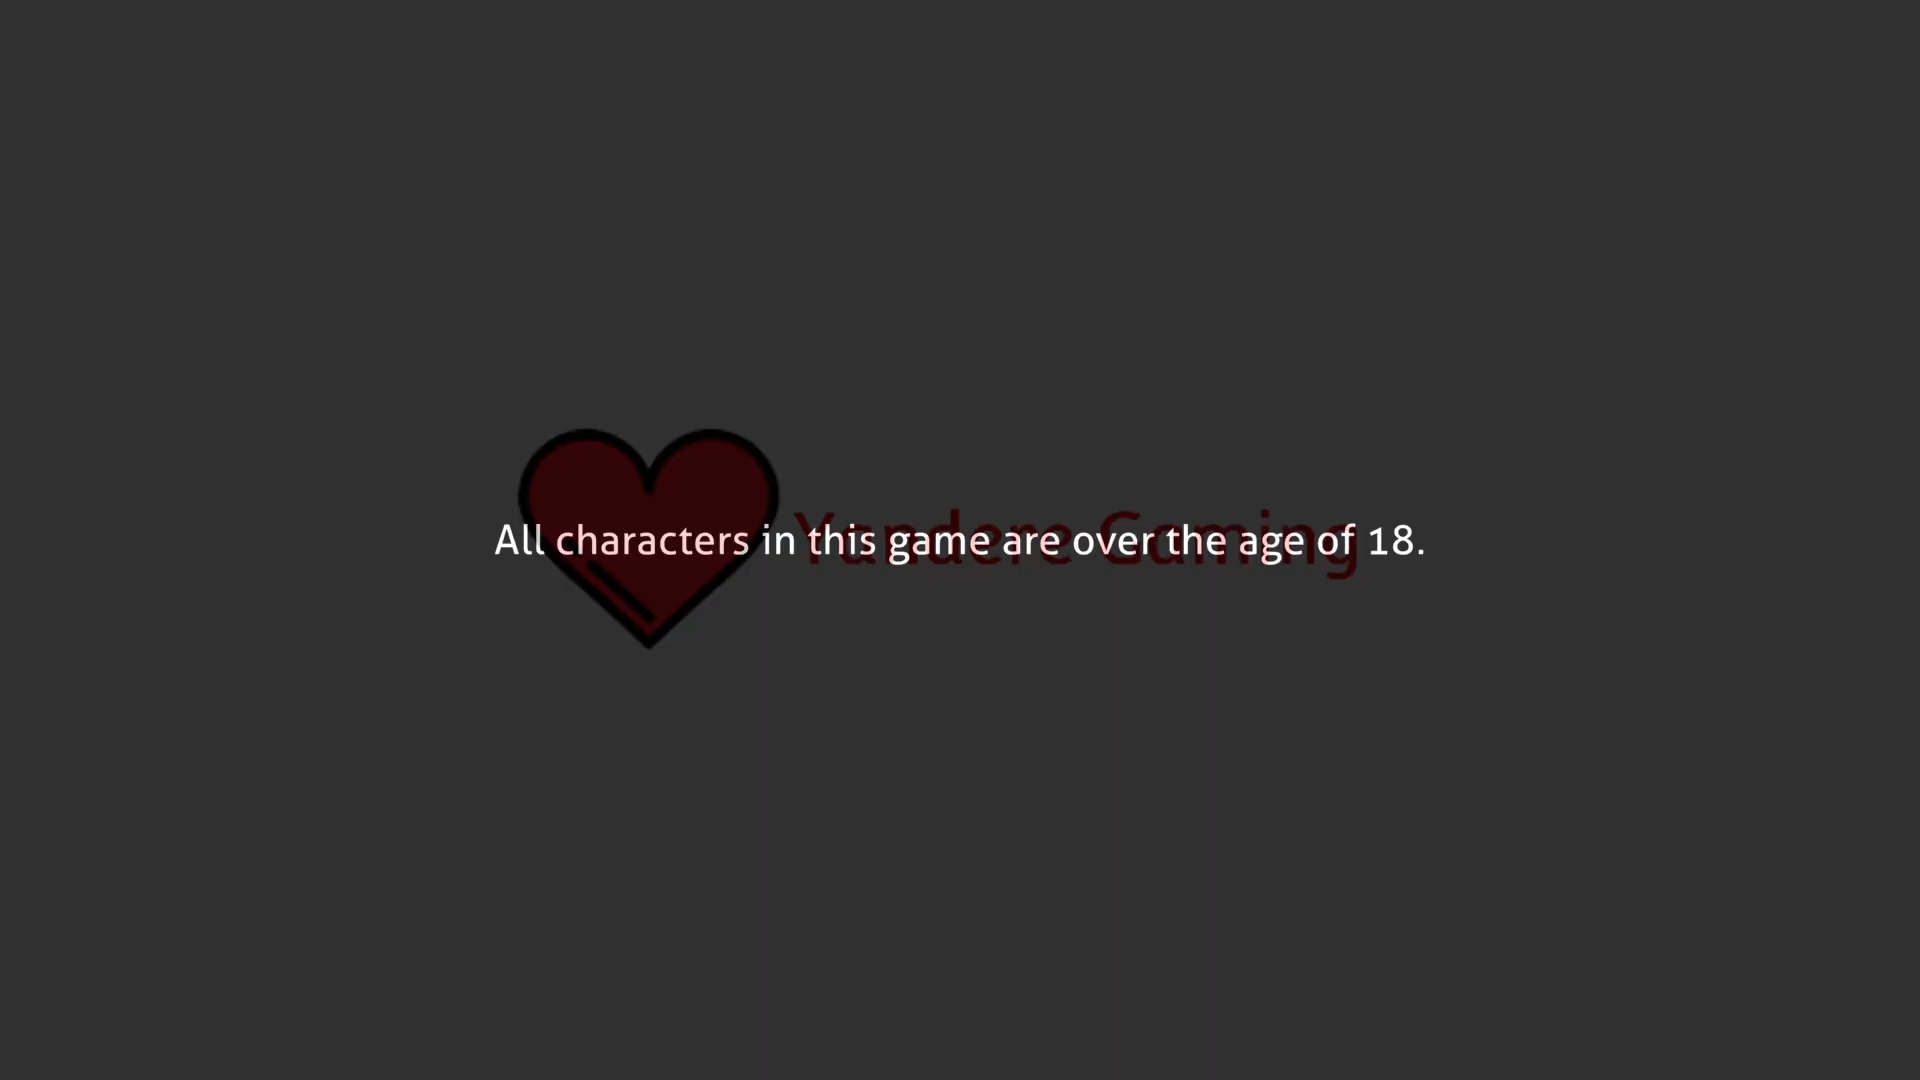 All characters in this game are over the age of 18.
Yandere Gaming